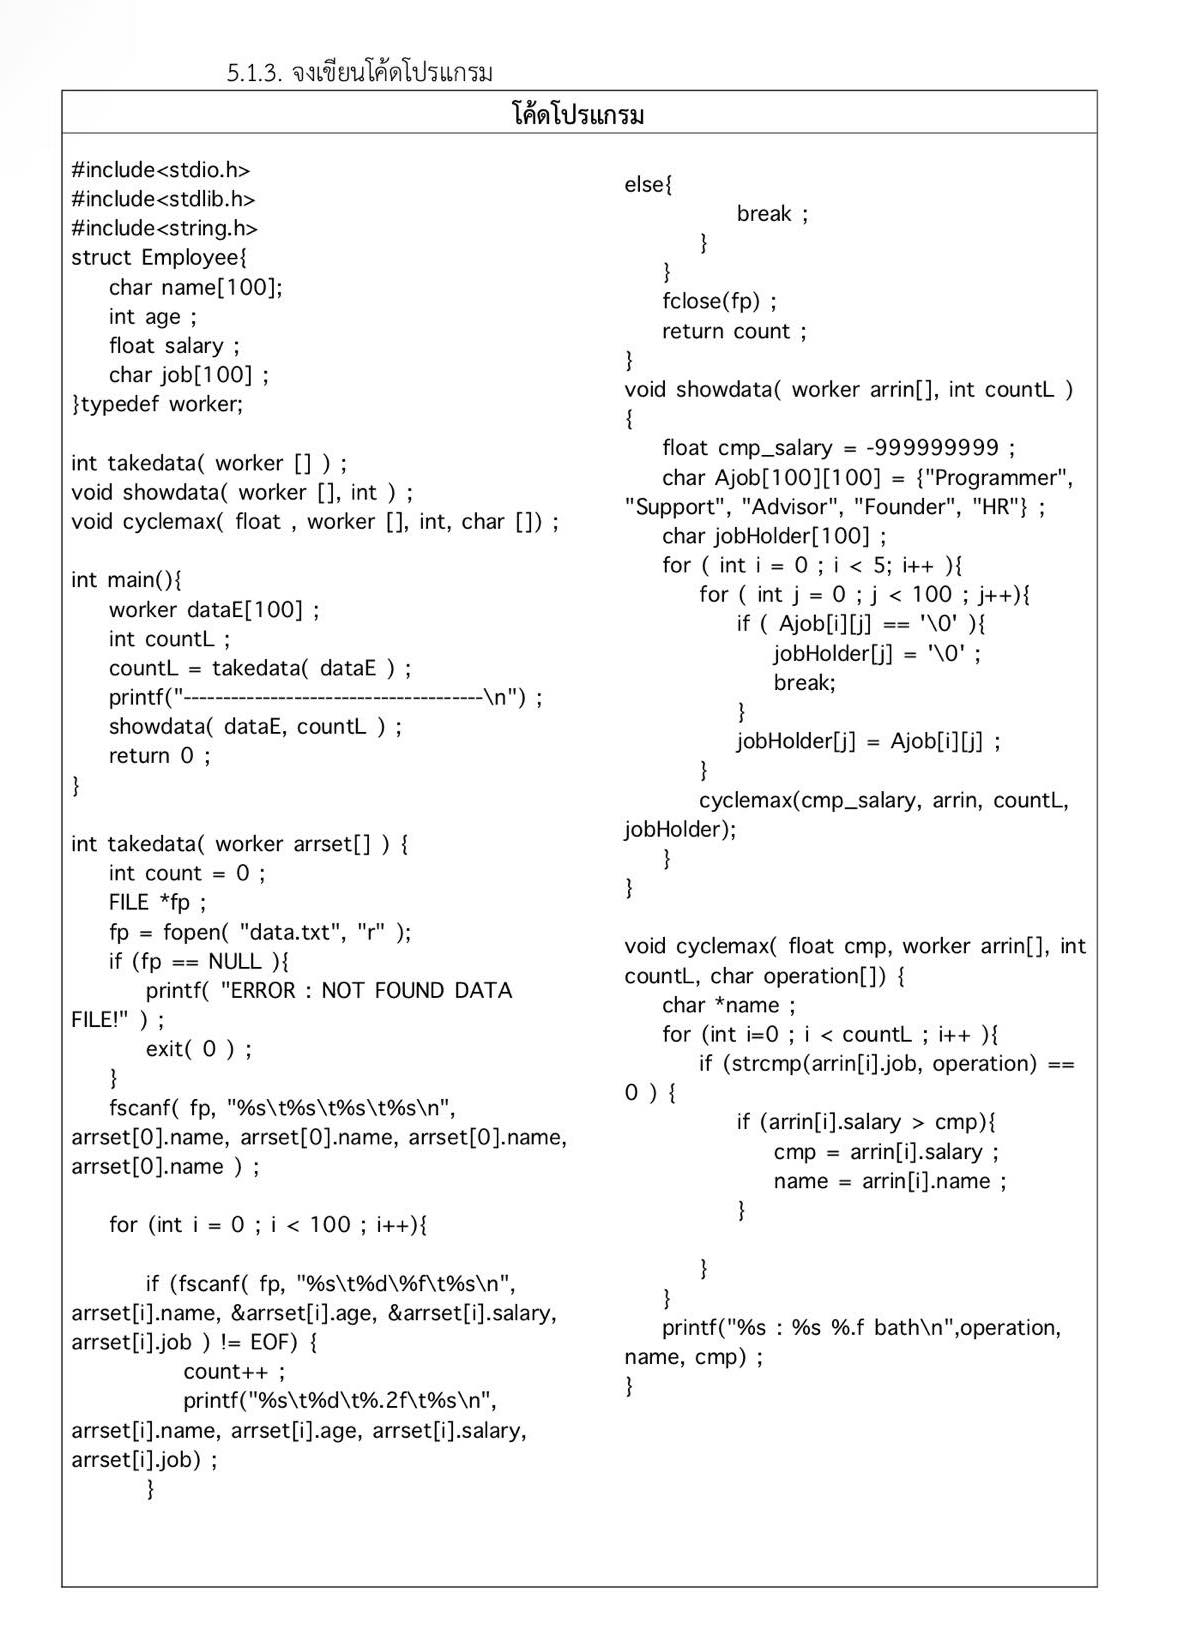 5.1.3. จงเขียนโค้ดโปรแกรม
โค้ดโปรแกรม
#include<stdio.h>
#include<stdlib.h>
#include<string.h>
struct Employee{
char name[100];
int age ;
float salary ;
char job[100] ;
}typedef worker;
int takedata( worker [] ) ;
void showdata( worker [], int ) ;
void cyclemax( float , worker [], int, char []) ;
int main(){
worker dataE[100] ;
int countL ;
countL = takedata( dataE ) ;
printf("--------------------------------------\n") ;
showdata( dataE, countL ) ;
return 0 ;
}
int takedata( worker arrset[] ) {
int count = 0 ;
FILE *fp ;
fp = fopen( "data.txt", "r" );
if (fp == NULL ){
printf( "ERROR : NOT FOUND DATA
FILE!" ) ;
exit( 0 ) ;
}
fscanf( fp, "%s\t%s\t%s\t%s\n",
arrset[0].name, arrset[0].name, arrset[0].name,
arrset[0].name ) ;
for (int i = 0 ; i < 100 ; i++){
if (fscanf( fp, "%s\t%d\%f\t%s\n",
arrset[i].name, &arrset[i].age, &arrset[i].salary,
arrset[i].job ) != EOF) {
count++ ;
printf("%s\t%d\t%.2f\t%s\n",
arrset[i].name, arrset[i].age, arrset[i].salary,
arrset[i].job) ;
}
else{
break ;
}
}
fclose(fp) ;
return count ;
}
void showdata( worker arrin[], int countL )
{
float cmp_salary = -999999999 ;
char Ajob[100][100] = {"Programmer",
"Support", "Advisor", "Founder", "HR"} ;
char jobHolder[100] ;
for ( int i = 0 ; i < 5; i++ ){
for ( int j = 0 ; j < 100 ; j++){
if ( Ajob[i][j] == '\0' ){
jobHolder[j] = '\0' ;
break;
}
jobHolder[j] = Ajob[i][j] ;
}
cyclemax(cmp_salary, arrin, countL,
jobHolder);
}
}
void cyclemax( float cmp, worker arrin[], int
countL, char operation[]) {
char *name ;
for (int i=0 ; i < countL ; i++ ){
if (strcmp(arrin[i].job, operation) ==
0 ) {
if (arrin[i].salary > cmp){
cmp = arrin[i].salary ;
name = arrin[i].name ;
}
}
}
printf("%s : %s %.f bath\n",operation,
name, cmp) ;
}